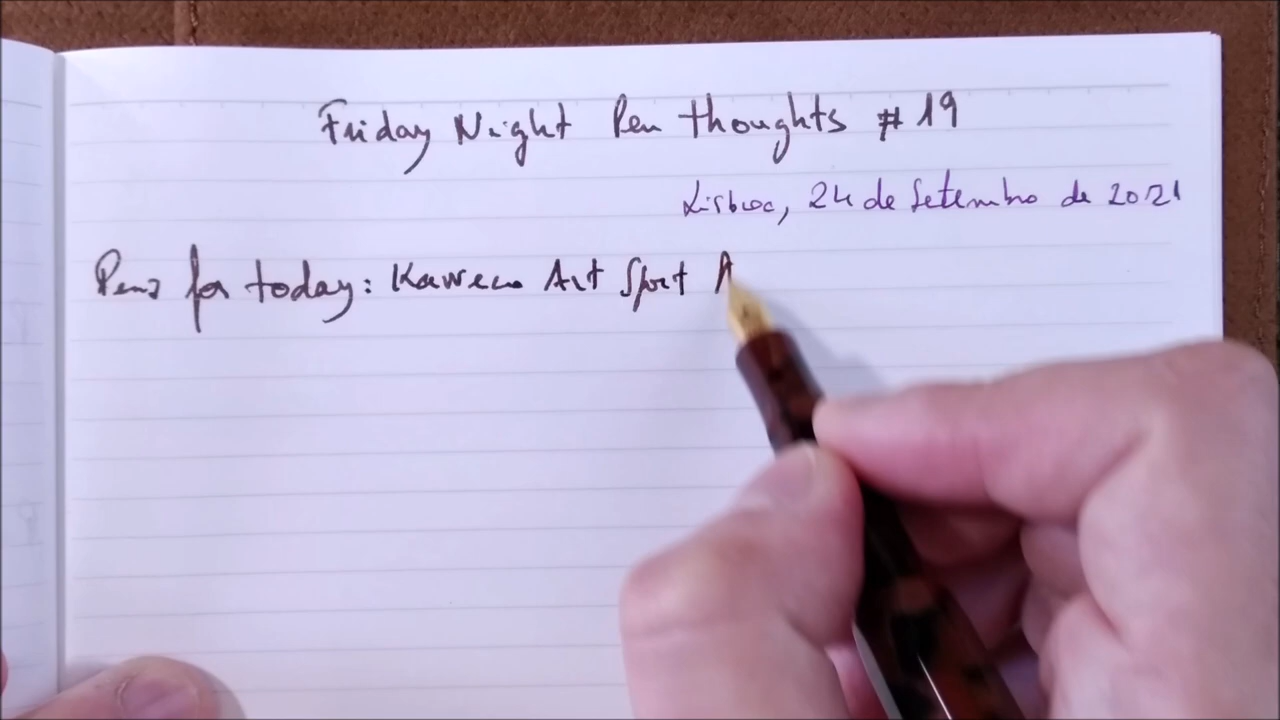 Friday Night Pen thoughts #19
Lisboa, 24 de Setembro de 2021
Pens for today: Kaweco Art Sport A